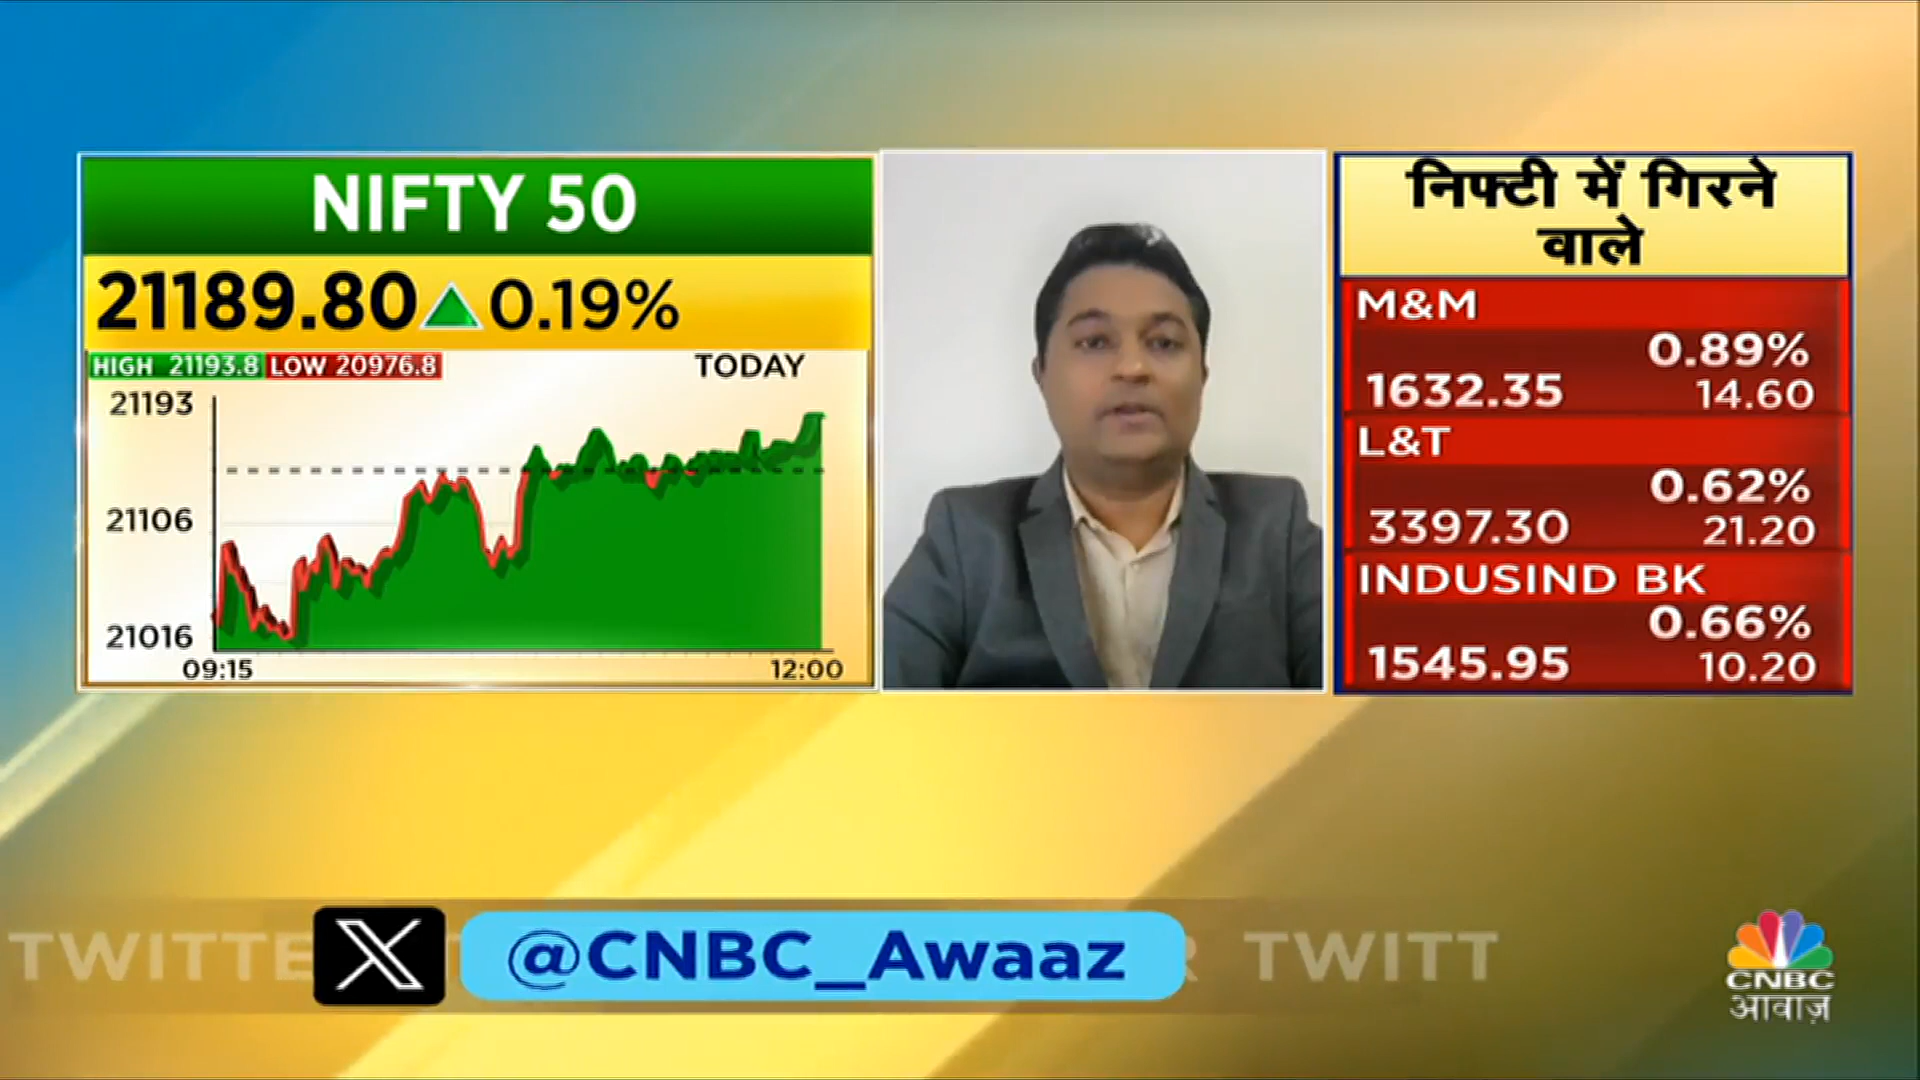 NIFTY 50
21189.80 0.19%
HIGH 21193.8 LOW 20976.8 TODAY
21193
21106
21016
09:15 12:00
निफ्टी में गिरने
वाले
M&M
0.89%
1632.35 14.60
L&T
0.62%
3397.30 21.20
INDUSIND BK
0.66%
1545.95 10.20
TWITTE X @CNBC_Awaaz R TWITT
CNBC
आवाज़